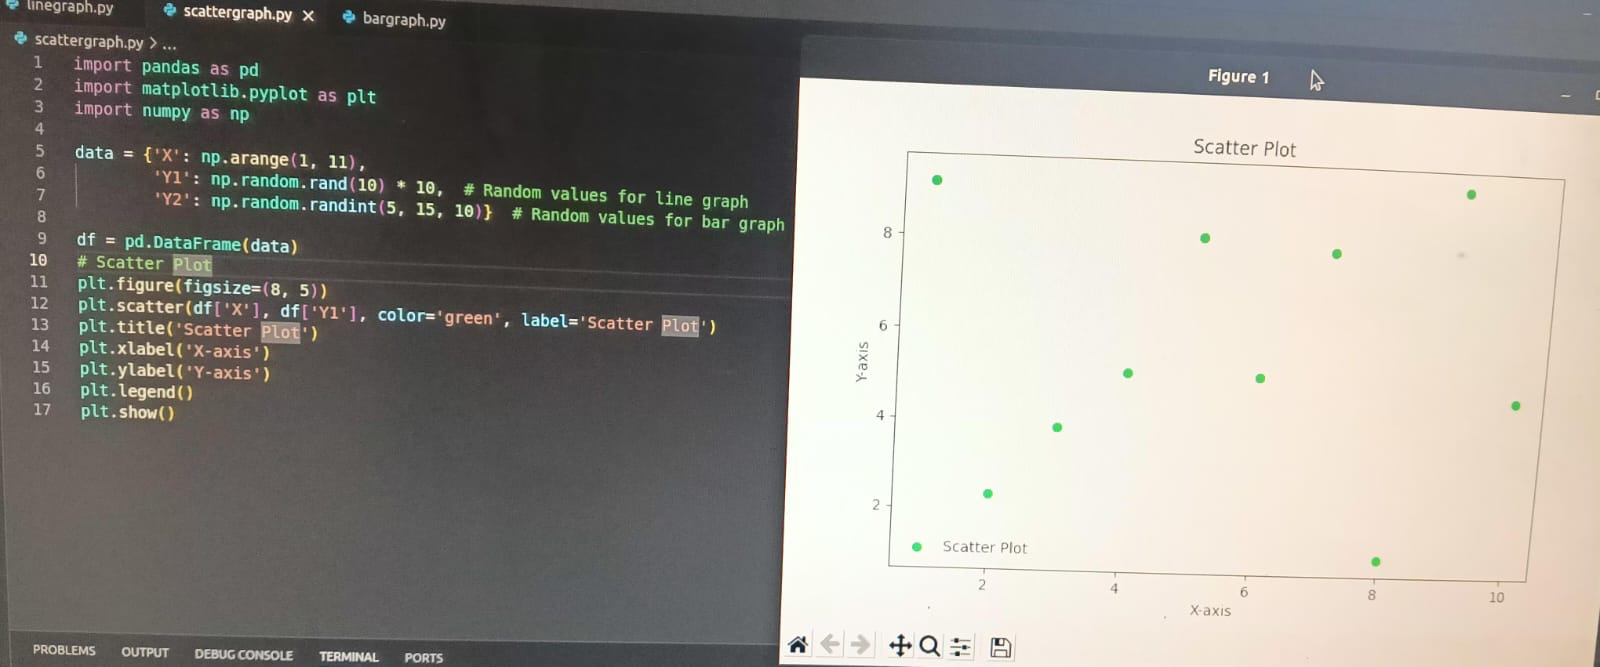 linegraph.py scattergraph.py bargraph.py
scattergraph.py > ...
1 import pandas as pd
2 import matplotlib.pyplot as plt
3 import numpy as np
4
5 data = {'X': np.arange(1, 11),
6 'Y1': np.random.rand(10) * 10, # Random values for line graph
7 'Y2': np.random.randint(5, 15, 10)} # Random values for bar graph
8
9 df = pd.DataFrame(data)
10 # Scatter Plot
11 plt.figure(figsize=(8, 5))
12 plt.scatter(df['X'], df['Y1'], color='green', label='Scatter Plot')
13 plt.title('Scatter Plot')
14 plt.xlabel('X-axis')
15 plt.ylabel('Y-axis')
16 plt.legend()
17 plt.show()
PROBLEMS OUTPUT DEBUG CONSOLE TERMINAL PORTS
Figure 1
Scatter Plot
8
6
Y-axis
4
2
Scatter Plot
2 4 6 8 10
X-axis